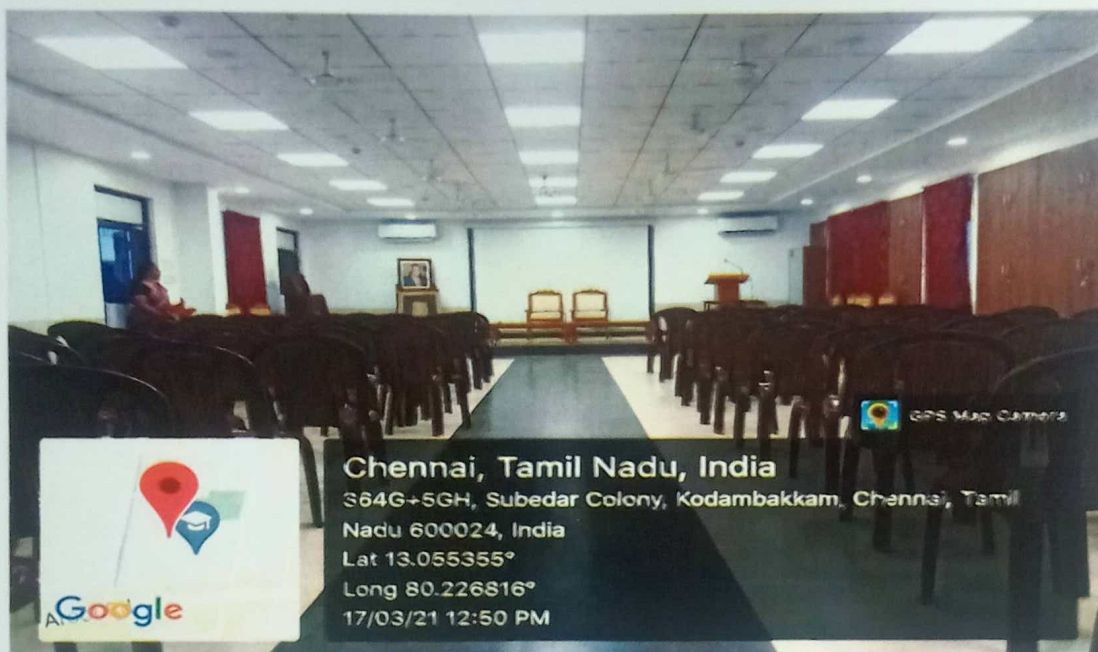 GPS Map Camera
Chennai, Tamil Nadu, India
S64G+5GH, Subedar Colony, Kodambakkam, Chennai, Tamil
Nadu 600024, India
Lat 13.055355°
Long 80.226816°
17/03/21 12:50 PM
Google